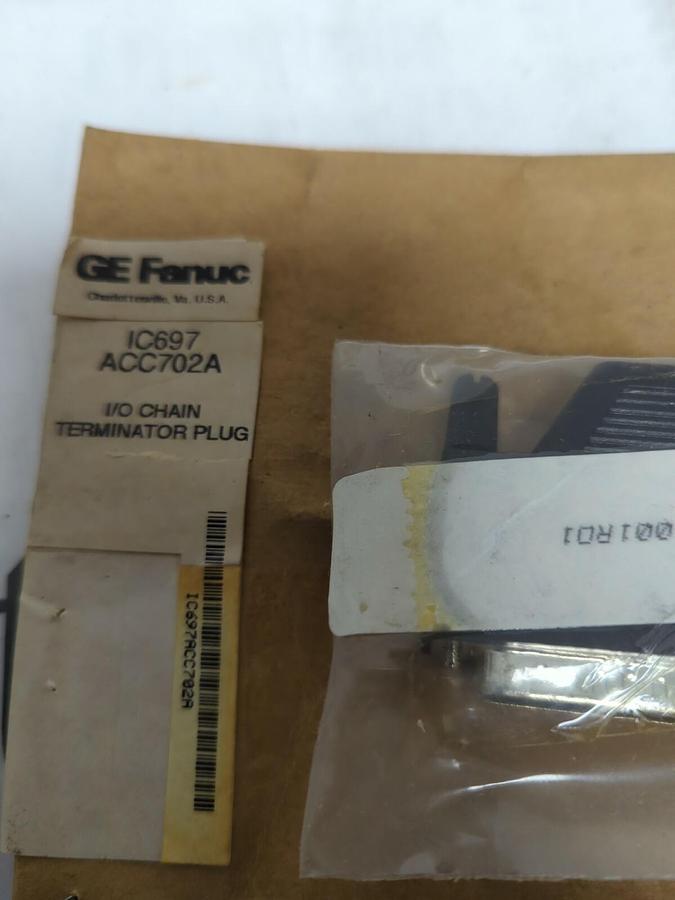 GE Fanuc
Charlottesville, Va. U.S.A.
IC697
ACC702A
I/O CHAIN
TERMINATOR PLUG
IC697ACC702A
001R01